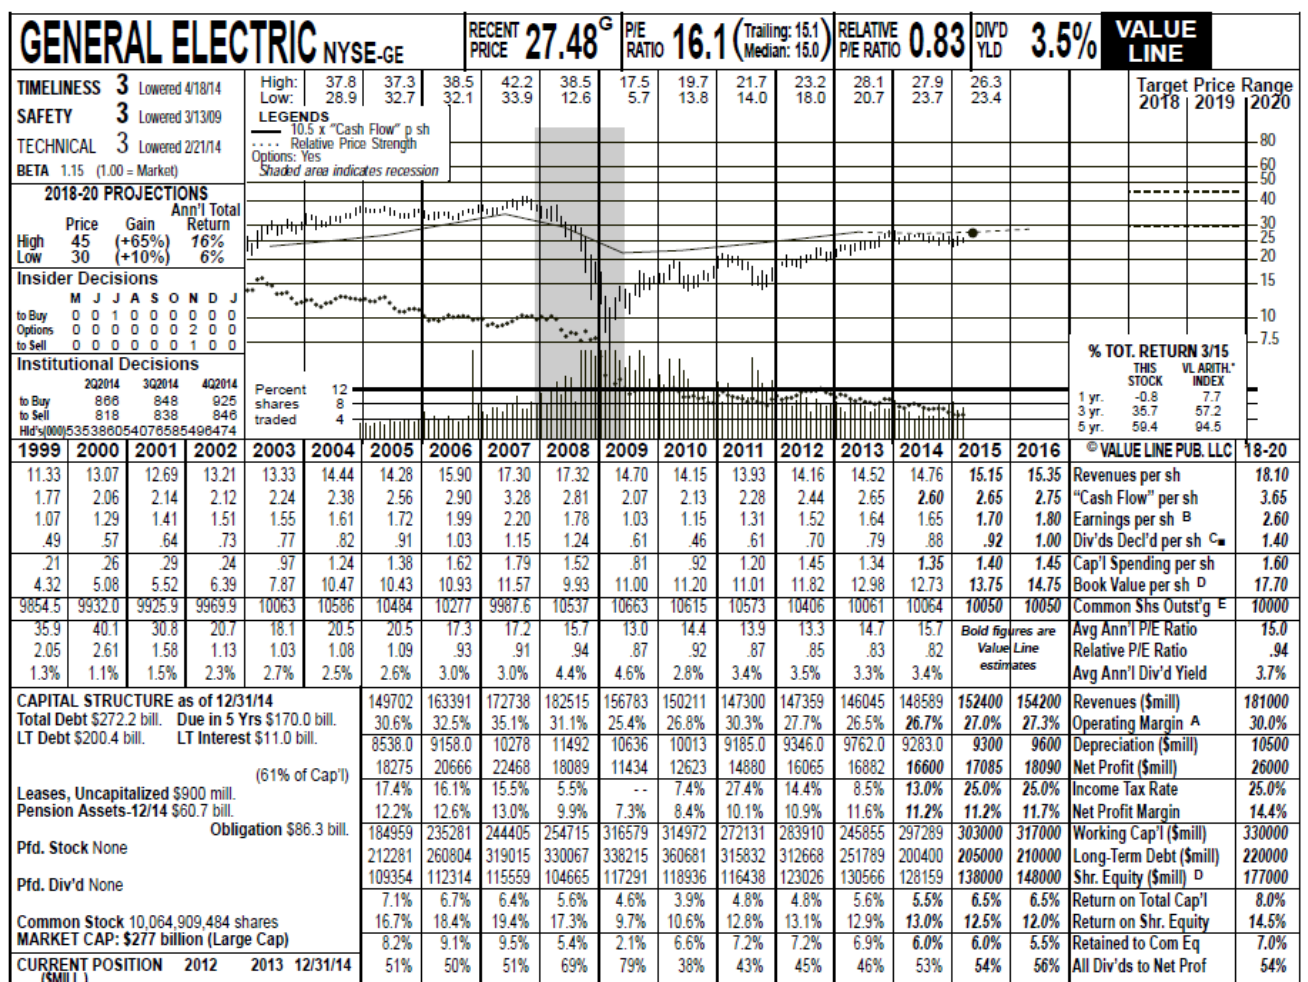 GENERAL ELECTRIC NYSE-GE RECENT PRICE 27.48 G P/E RATIO 16.1 (Trailing: 15.1 Median: 15.0) RELATIVE P/E RATIO 0.83 DIV'D YLD 3.5% VALUE LINE
TIMELINESS 3 Lowered 4/18/14
SAFETY 3 Lowered 3/13/09
TECHNICAL 3 Lowered 2/21/14
BETA 1.15 (1.00 = Market)
High: 37.8 37.3 38.5 42.2 38.5 17.5 19.7 21.7 23.2 28.1 27.9 26.3
Low: 28.9 32.7 32.1 33.9 12.6 5.7 13.8 14.0 18.0 20.7 23.7 23.4
Target Price Range
2018 2019 2020
LEGENDS
10.5 x "Cash Flow" p sh
Relative Price Strength
Options: Yes
Shaded area indicates recession
80
60
50
40
30
25
20
15
10
7.5
2018-20 PROJECTIONS
Ann'l Total
Price Gain Return
High 45 (+65%) 16%
Low 30 (+10%) 6%
Insider Decisions
M J J A S O N D J
to Buy 0 0 1 0 0 0 0 0 0
Options 0 0 0 0 0 0 2 0 0
to Sell 0 0 0 0 0 0 1 0 0
Institutional Decisions
2Q2014 3Q2014 4Q2014
to Buy 866 848 925
to Sell 818 838 846
Hld's(000)535386054076585496474
Percent 12
shares 8
traded 4
% TOT. RETURN 3/15
THIS VL ARITH.*
STOCK INDEX
1 yr. -0.8 7.7
3 yr. 35.7 57.2
5 yr. 59.4 94.5
1999 2000 2001 2002 2003 2004 2005 2006 2007 2008 2009 2010 2011 2012 2013 2014 2015 2016 © VALUE LINE PUB. LLC 18-20
11.33 13.07 12.69 13.21 13.33 14.44 14.28 15.90 17.30 17.32 14.70 14.15 13.93 14.16 14.52 14.76 15.15 15.35 Revenues per sh 18.10
1.77 2.06 2.14 2.12 2.24 2.38 2.56 2.90 3.28 2.81 2.07 2.13 2.28 2.44 2.65 2.60 2.65 2.75 "Cash Flow" per sh 3.65
1.07 1.29 1.41 1.51 1.55 1.61 1.72 1.99 2.20 1.78 1.03 1.15 1.31 1.52 1.64 1.65 1.70 1.80 Earnings per sh B 2.60
.49 .57 .64 .73 .77 .82 .91 1.03 1.15 1.24 .61 .46 .61 .70 .79 .88 .92 1.00 Div'ds Decl'd per sh C■ 1.40
.21 .26 .29 .24 .97 1.24 1.38 1.62 1.79 1.52 .81 .92 1.20 1.45 1.34 1.35 1.40 1.45 Cap'l Spending per sh 1.60
4.32 5.08 5.52 6.39 7.87 10.47 10.43 10.93 11.57 9.93 11.00 11.20 11.01 11.82 12.98 12.73 13.75 14.75 Book Value per sh D 17.70
9854.5 9932.0 9925.9 9969.9 10063 10586 10484 10277 9987.6 10537 10663 10615 10573 10406 10061 10064 10050 10050 Common Shs Outst'g E 10000
35.9 40.1 30.8 20.7 18.1 20.5 20.5 17.3 17.2 15.7 13.0 14.4 13.9 13.3 14.7 15.7 Bold figures are Avg Ann'l P/E Ratio 15.0
2.05 2.61 1.58 1.13 1.03 1.08 1.09 .93 .91 .94 .87 .92 .87 .85 .83 .82 Value Line Relative P/E Ratio .94
1.3% 1.1% 1.5% 2.3% 2.7% 2.5% 2.6% 3.0% 3.0% 4.4% 4.6% 2.8% 3.4% 3.5% 3.3% 3.4% estimates Avg Ann'l Div'd Yield 3.7%
CAPITAL STRUCTURE as of 12/31/14
Total Debt $272.2 bill. Due in 5 Yrs $170.0 bill.
LT Debt $200.4 bill. LT Interest $11.0 bill.
(61% of Cap'l)
Leases, Uncapitalized $900 mill.
Pension Assets-12/14 $60.7 bill.
Obligation $86.3 bill.
Pfd. Stock None
Pfd. Div'd None
Common Stock 10,064,909,484 shares
MARKET CAP: $277 billion (Large Cap)
CURRENT POSITION 2012 2013 12/31/14
($MILL.)
149702 163391 172738 182515 156783 150211 147300 147359 146045 148589 152400 154200 Revenues ($mill) 181000
30.6% 32.5% 35.1% 31.1% 25.4% 26.8% 30.3% 27.7% 26.5% 26.7% 27.0% 27.3% Operating Margin A 30.0%
8538.0 9158.0 10278 11492 10636 10013 9185.0 9346.0 9762.0 9283.0 9300 9600 Depreciation ($mill) 10500
18275 20666 22468 18089 11434 12623 14880 16065 16882 16600 17085 18090 Net Profit ($mill) 26000
17.4% 16.1% 15.5% 5.5% - - 7.4% 27.4% 14.4% 8.5% 13.0% 25.0% 25.0% Income Tax Rate 25.0%
12.2% 12.6% 13.0% 9.9% 7.3% 8.4% 10.1% 10.9% 11.6% 11.2% 11.2% 11.7% Net Profit Margin 14.4%
184959 235281 244405 254715 316579 314972 272131 283910 245855 297289 303000 317000 Working Cap'l ($mill) 330000
212281 260804 319015 330067 338215 360681 315832 312668 251789 200400 205000 210000 Long-Term Debt ($mill) 220000
109354 112314 115559 104665 117291 118936 116438 123026 130566 128159 138000 148000 Shr. Equity ($mill) D 177000
7.1% 6.7% 6.4% 5.6% 4.6% 3.9% 4.8% 4.8% 5.6% 5.5% 6.5% 6.5% Return on Total Cap'l 8.0%
16.7% 18.4% 19.4% 17.3% 9.7% 10.6% 12.8% 13.1% 12.9% 13.0% 12.5% 12.0% Return on Shr. Equity 14.5%
8.2% 9.1% 9.5% 5.4% 2.1% 6.6% 7.2% 7.2% 6.9% 6.0% 6.0% 5.5% Retained to Com Eq 7.0%
51% 50% 51% 69% 79% 38% 43% 45% 46% 53% 54% 56% All Div'ds to Net Prof 54%